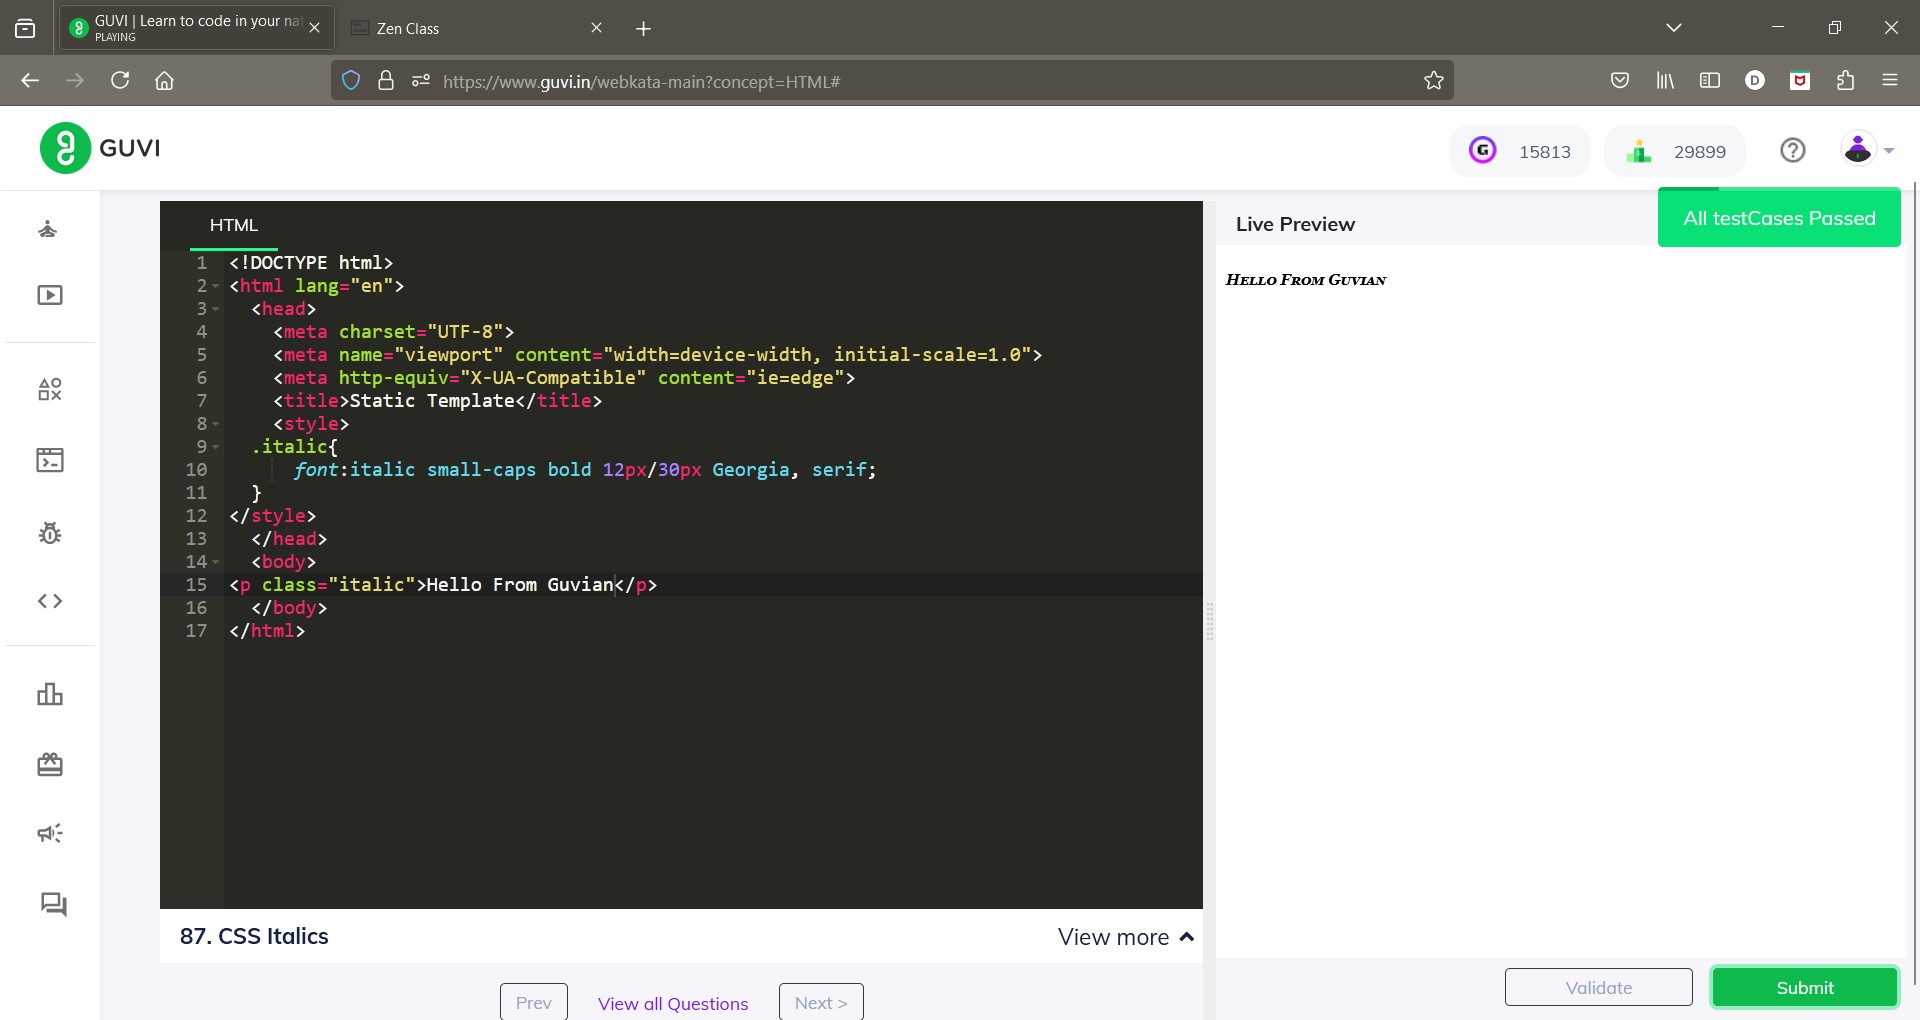 GUVI | Learn to code in your nat
PLAYING
Zen Class
https://www.guvi.in/webkata-main?concept=HTML#
D
GUVI
G 15813
29899
HTML
Live Preview
All testCases Passed
1 <!DOCTYPE html>
2 <html lang="en">
3 <head>
4 <meta charset="UTF-8">
5 <meta name="viewport" content="width=device-width, initial-scale=1.0">
6 <meta http-equiv="X-UA-Compatible" content="ie=edge">
7 <title>Static Template</title>
8 <style>
9 .italic{
10 font:italic small-caps bold 12px/30px Georgia, serif;
11 }
12 </style>
13 </head>
14 <body>
15 <p class="italic">Hello From Guvian</p>
16 </body>
17 </html>
Hello From Guvian
87. CSS Italics
View more
Prev
View all Questions
Next >
Validate
Submit